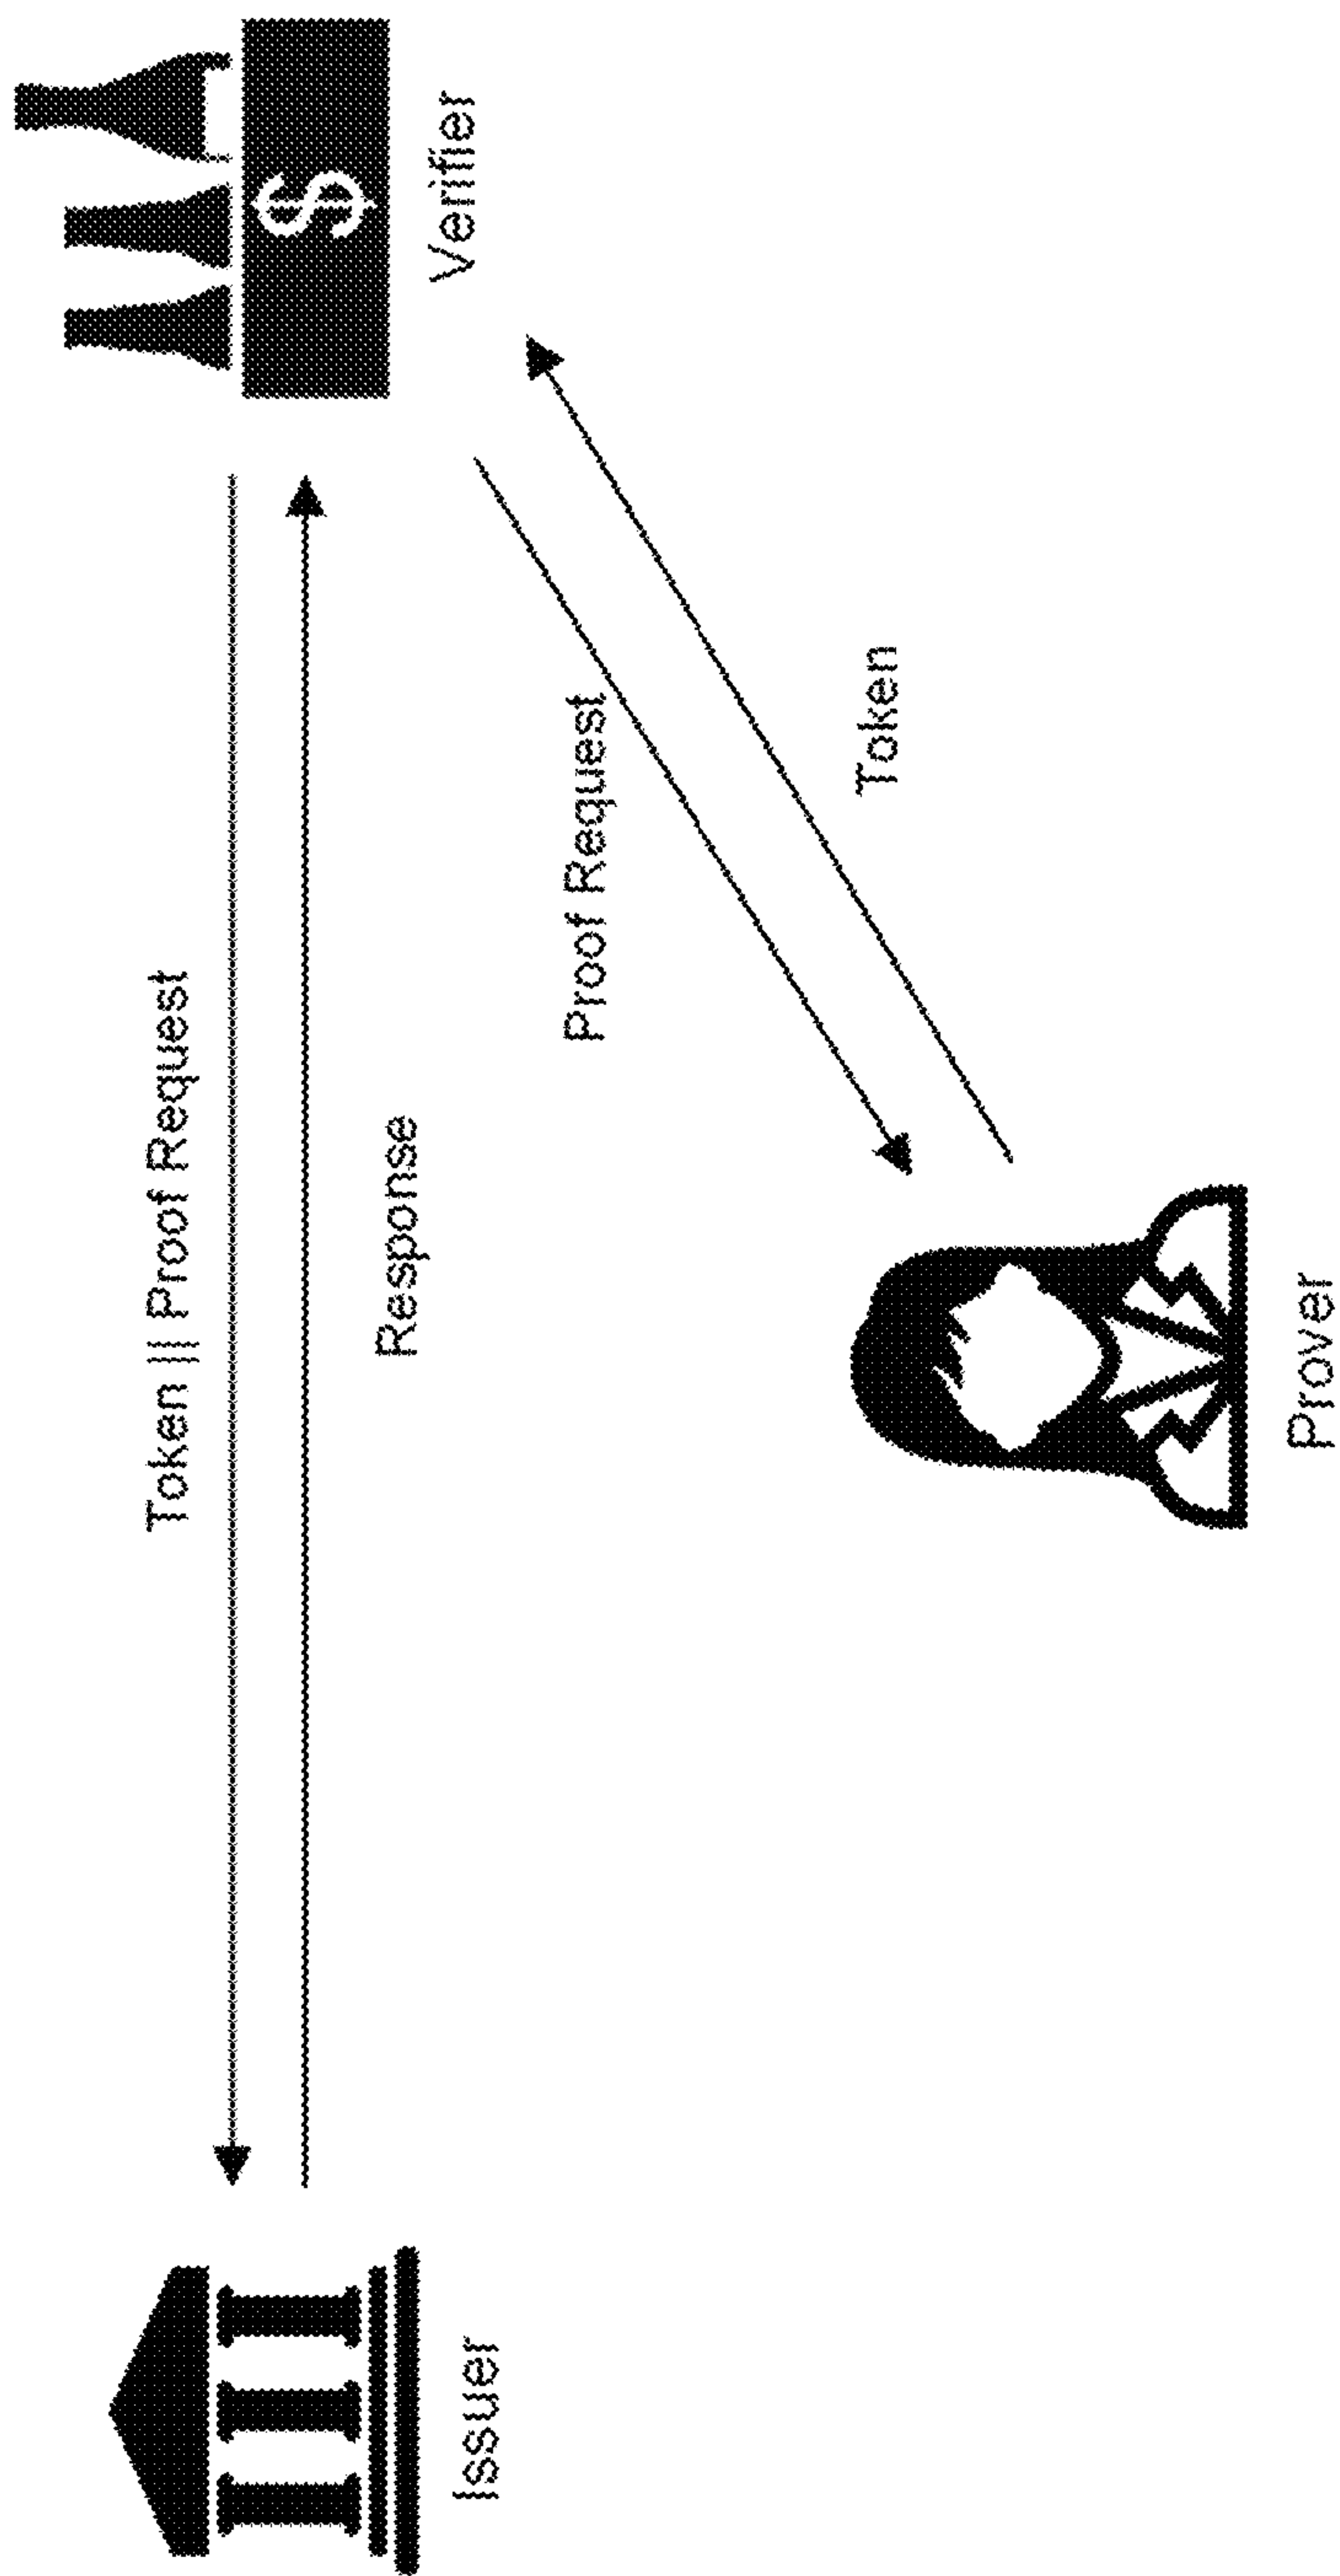 Token || Proof Request
Response
Issuer
Verifier
$
Proof Request
Token
Prover